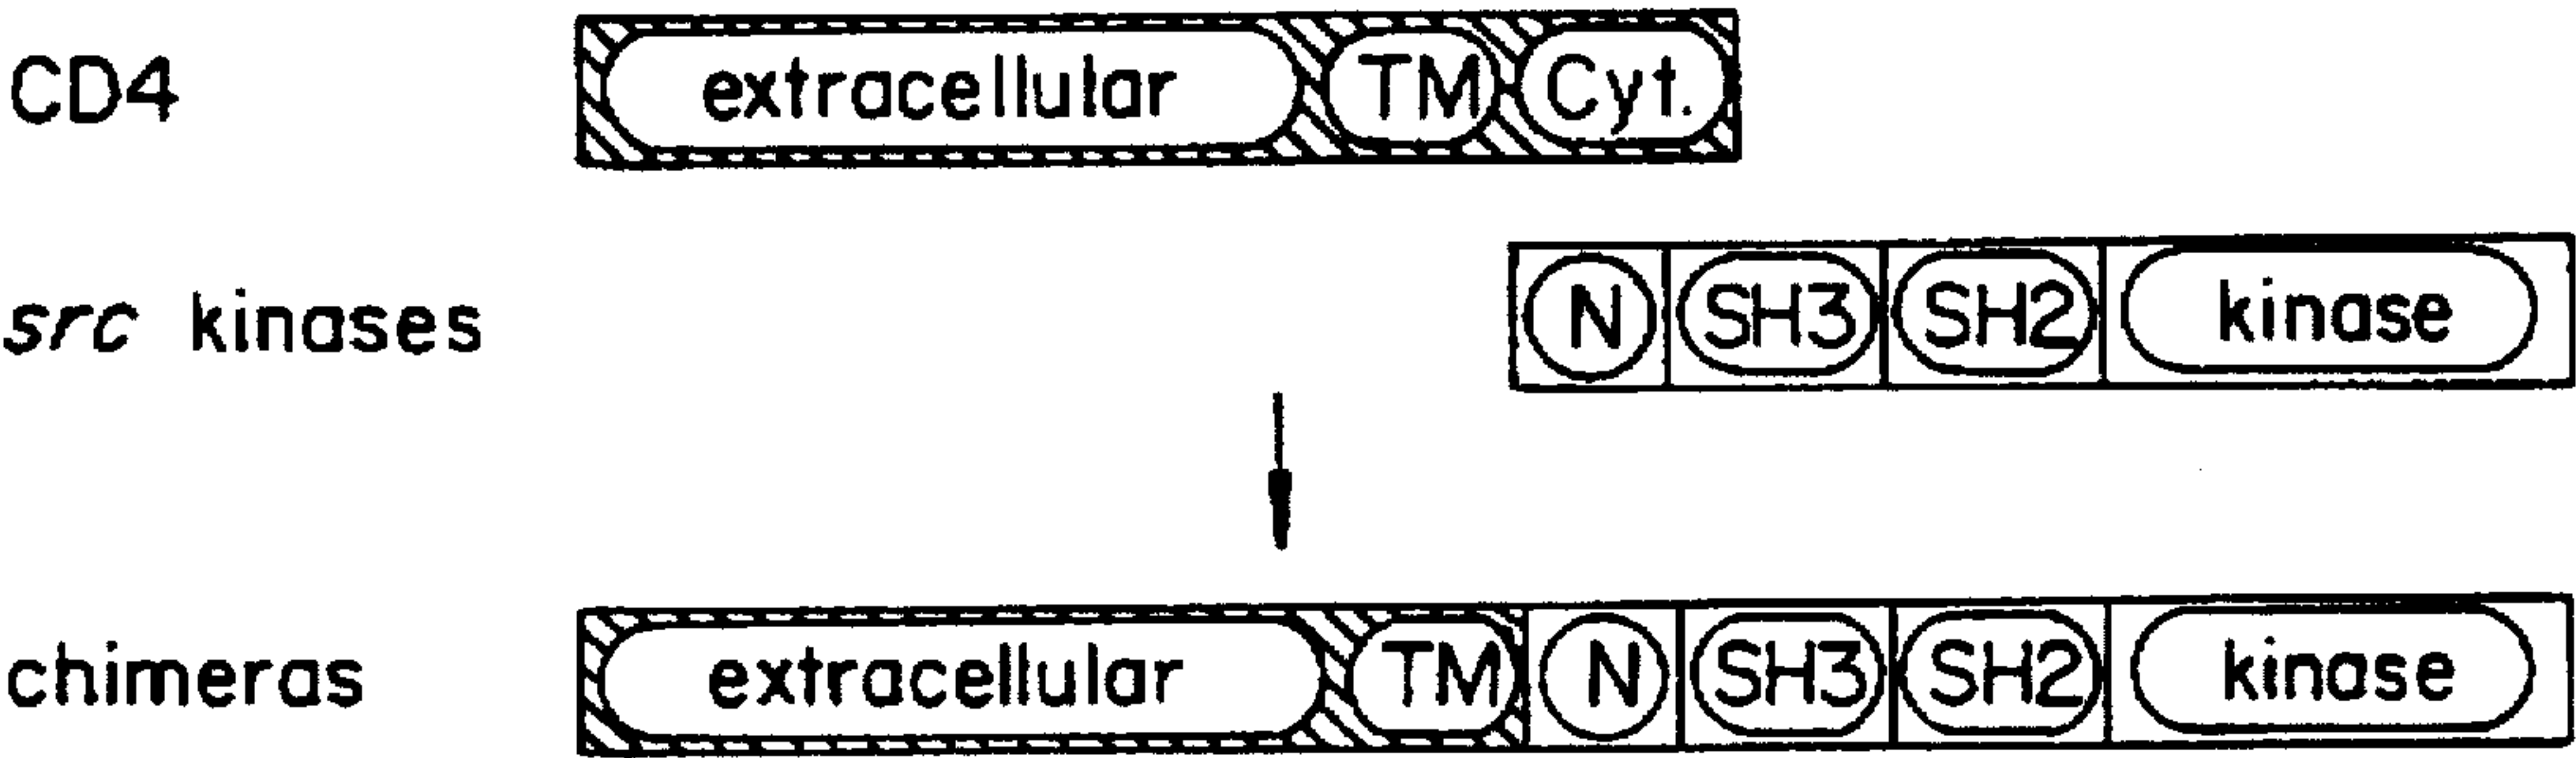 CD4 extracellular TM Cyt.
src kinases N SH3 SH2 kinase
chimeras extracellular TM N SH3 SH2 kinase